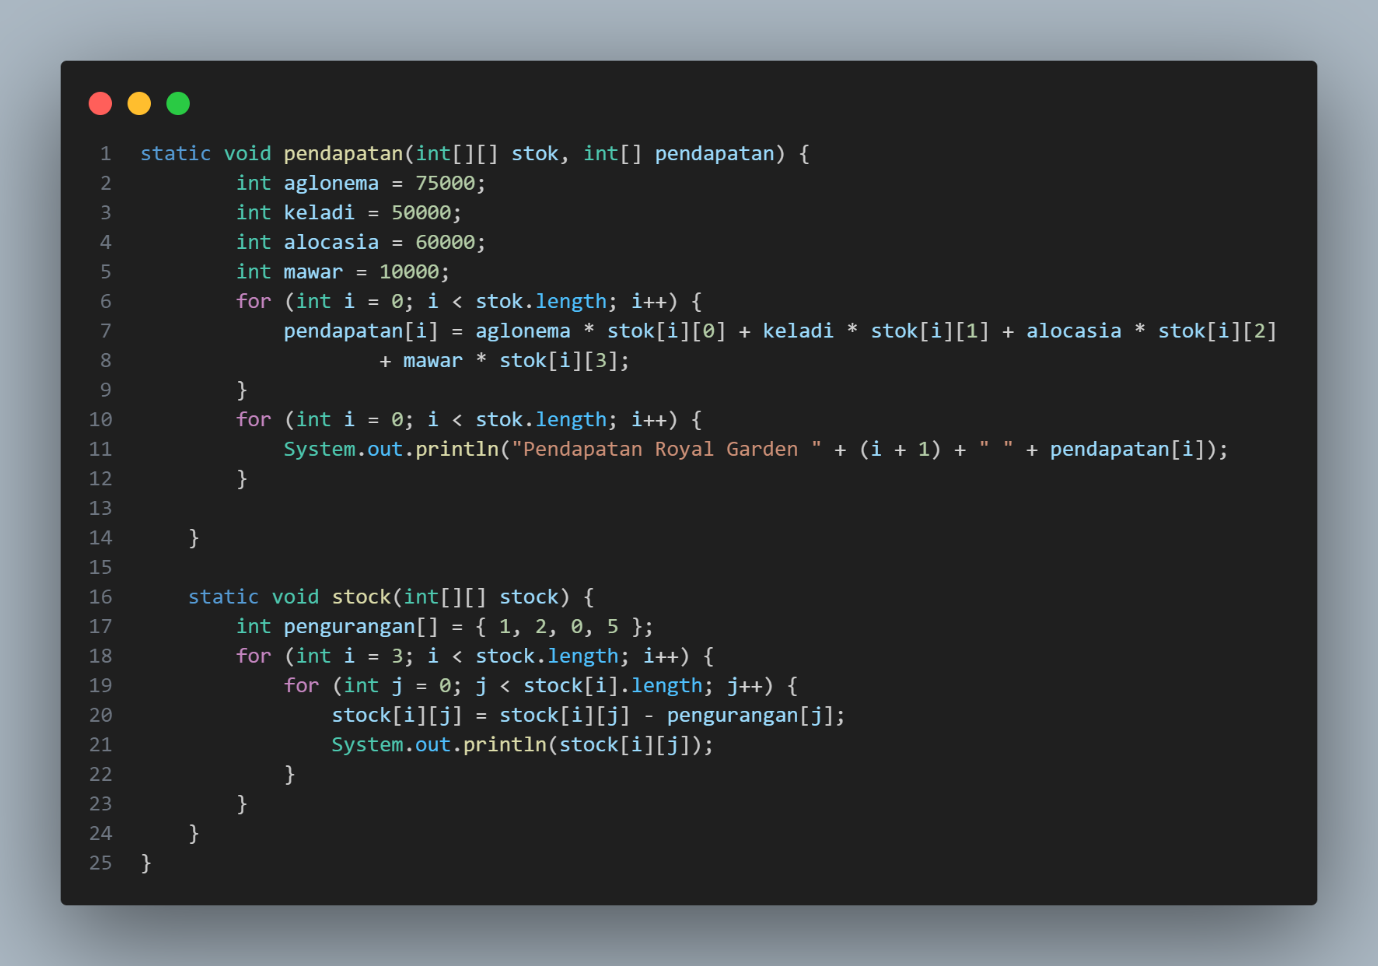 1 static void pendapatan(int[][] stok, int[] pendapatan) {
2 int aglonema = 75000;
3 int keladi = 50000;
4 int alocasia = 60000;
5 int mawar = 10000;
6 for (int i = 0; i < stok.length; i++) {
7 pendapatan[i] = aglonema * stok[i][0] + keladi * stok[i][1] + alocasia * stok[i][2]
8 + mawar * stok[i][3];
9 }
10 for (int i = 0; i < stok.length; i++) {
11 System.out.println("Pendapatan Royal Garden " + (i + 1) + " " + pendapatan[i]);
12 }
13
14 }
15
16 static void stock(int[][] stock) {
17 int pengurangan[] = { 1, 2, 0, 5 };
18 for (int i = 3; i < stock.length; i++) {
19 for (int j = 0; j < stock[i].length; j++) {
20 stock[i][j] = stock[i][j] - pengurangan[j];
21 System.out.println(stock[i][j]);
22 }
23 }
24 }
25 }